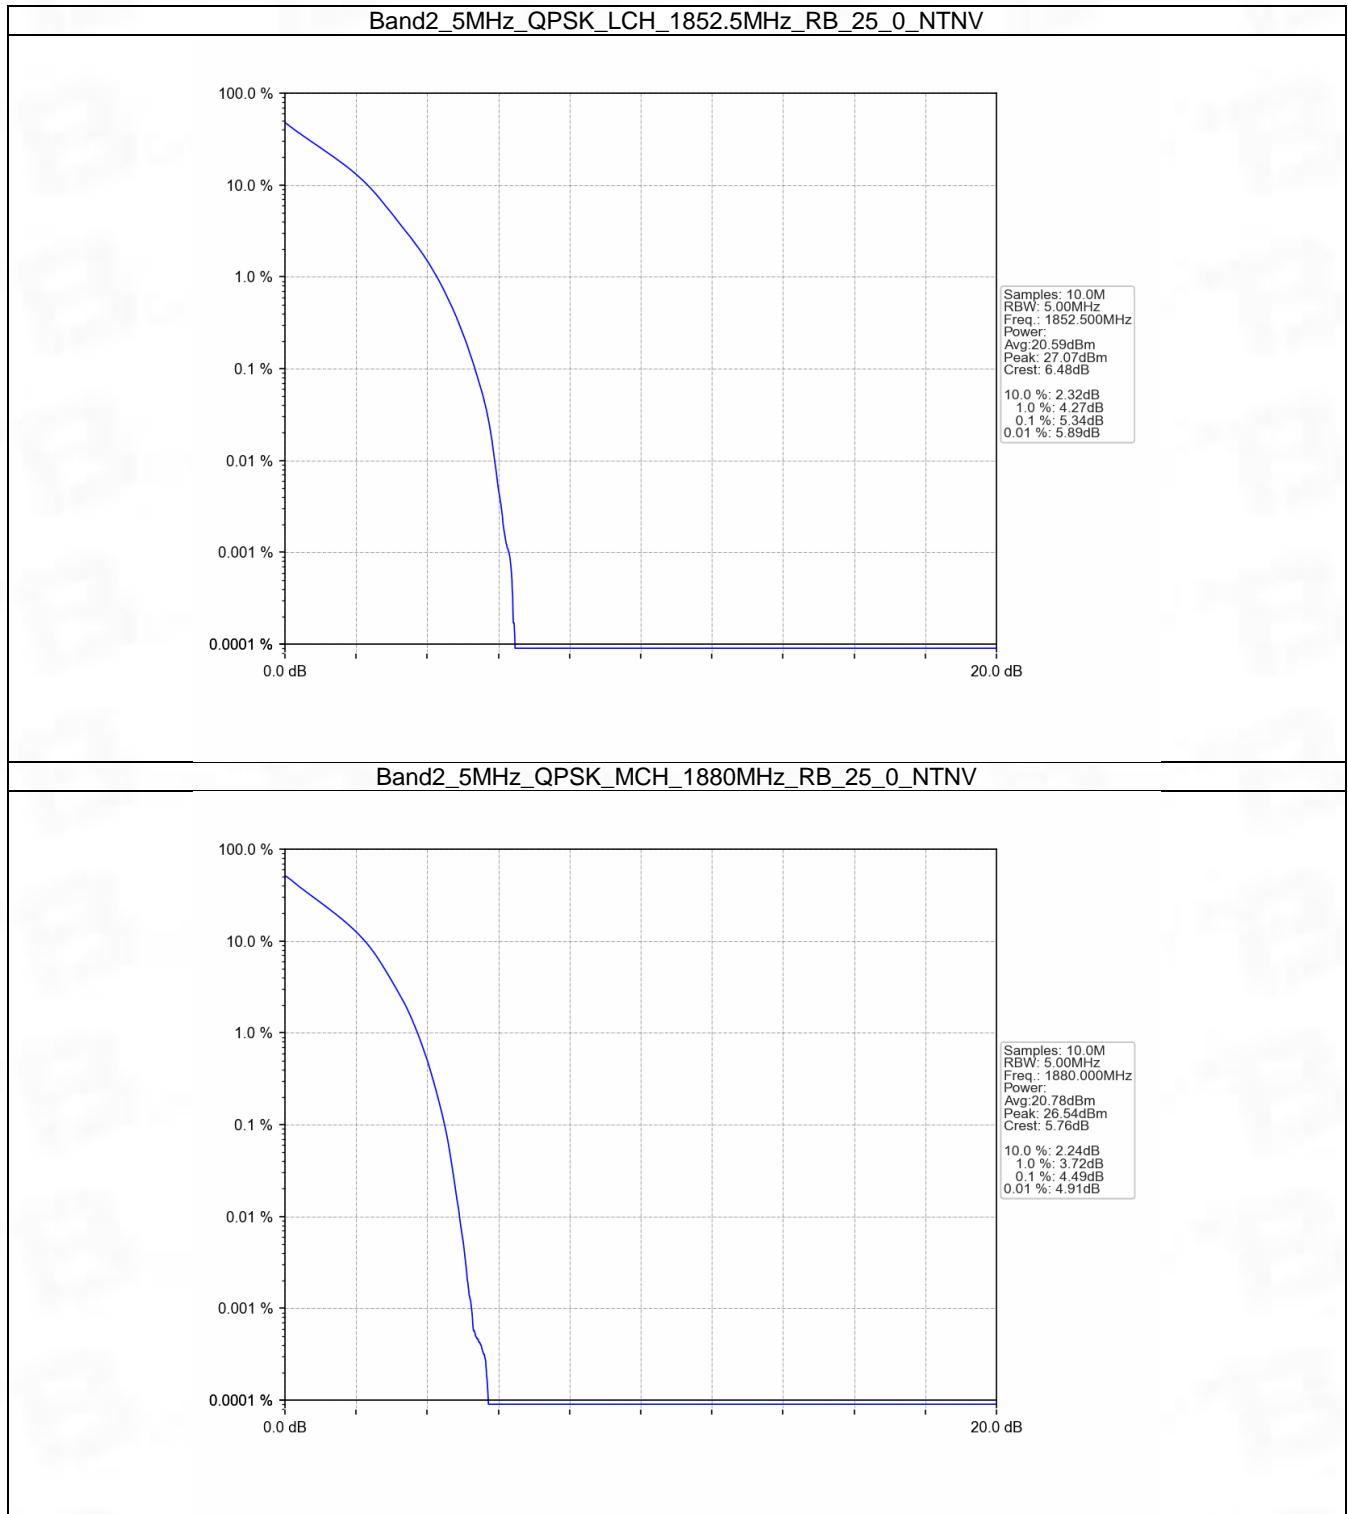 Band2_5MHz_QPSK_LCH_1852.5MHz_RB_25_0_NTNV
100.0 %
10.0 %
1.0 %
0.1 %
0.01 %
0.001 %
0.0001 %
0.0 dB
20.0 dB
Samples: 10.0M
RBW: 5.00MHz
Freq.: 1852.500MHz
Power:
Avg:20.59dBm
Peak: 27.07dBm
Crest: 6.48dB
10.0 %: 2.32dB
1.0 %: 4.27dB
0.1 %: 5.34dB
0.01 %: 5.89dB
Band2_5MHz_QPSK_MCH_1880MHz_RB_25_0_NTNV
100.0 %
10.0 %
1.0 %
0.1 %
0.01 %
0.001 %
0.0001 %
0.0 dB
20.0 dB
Samples: 10.0M
RBW: 5.00MHz
Freq.: 1880.000MHz
Power:
Avg:20.78dBm
Peak: 26.54dBm
Crest: 5.76dB
10.0 %: 2.24dB
1.0 %: 3.72dB
0.1 %: 4.49dB
0.01 %: 4.91dB